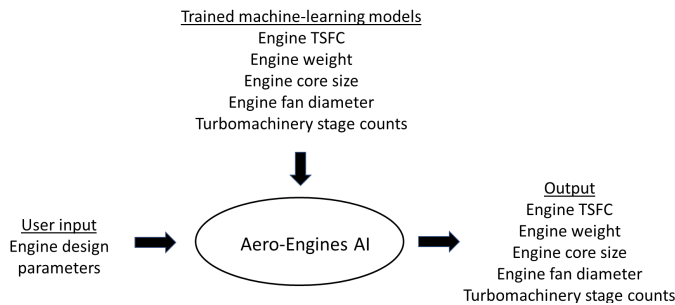 Trained machine-learning models
Engine TSFC
Engine weight
Engine core size
Engine fan diameter
Turbomachinery stage counts
User input
Engine design
parameters
Aero-Engines AI
Output
Engine TSFC
Engine weight
Engine core size
Engine fan diameter
Turbomachinery stage counts